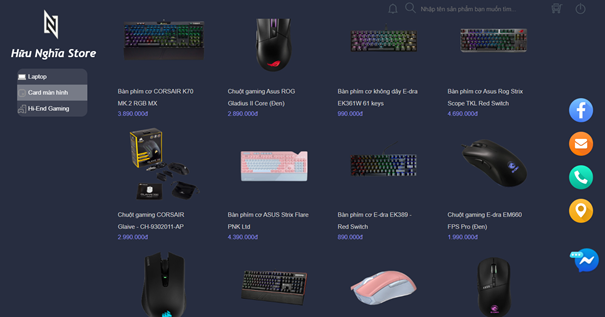 Nhập tên sản phẩm bạn muốn tìm...
Hữu Nghĩa Store
Laptop
Card màn hình
Hi-End Gaming
Bàn phím cơ CORSAIR K70
MK.2 RGB MX
3.890.000đ
Chuột gaming Asus ROG
Gladius II Core (Đen)
2.890.000đ
Bàn phím cơ không dây E-dra
EK361W 61 keys
990.000đ
Bàn phím cơ Asus Rog Strix
Scope TKL Red Switch
4.690.000đ
Chuột gaming CORSAIR
Glaive - CH-9302011-AP
2.990.000đ
Bàn phím cơ ASUS Strix Flare
PNK Ltd
4.390.000đ
Bàn phím cơ E-dra EK389 -
Red Switch
890.000đ
Chuột gaming E-dra EM660
FPS Pro (Đen)
1.990.000đ